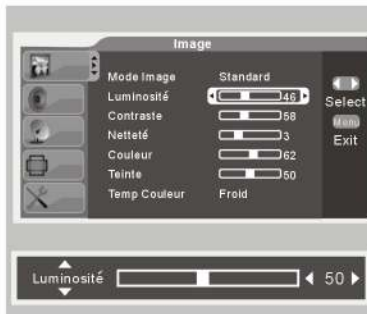 Image
Mode Image Standard
Luminosité 46
Contraste 58
Netteté 3
Couleur 62
Teinte 50
Temp Couleur Froid
Select
Menu
Exit
Luminosité 50